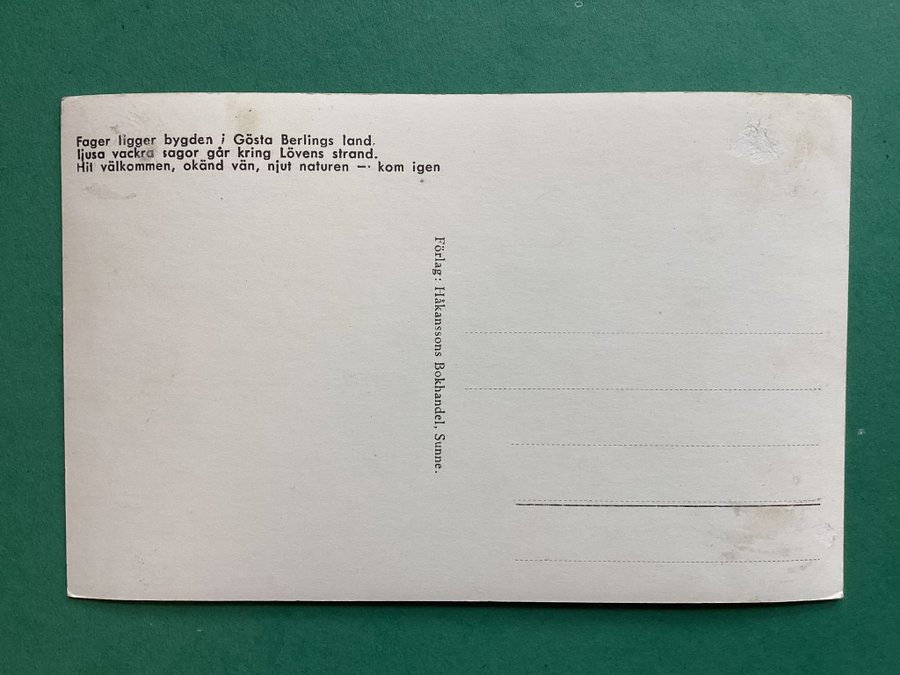 Fager ligger bygden i Gösta Berlings land,
ljusa vackra sagor går kring Lövens strand.
Hit välkommen, okänd vän, njut naturen — kom igen
Förlag: Håkanssons Bokhandel, Sunne.